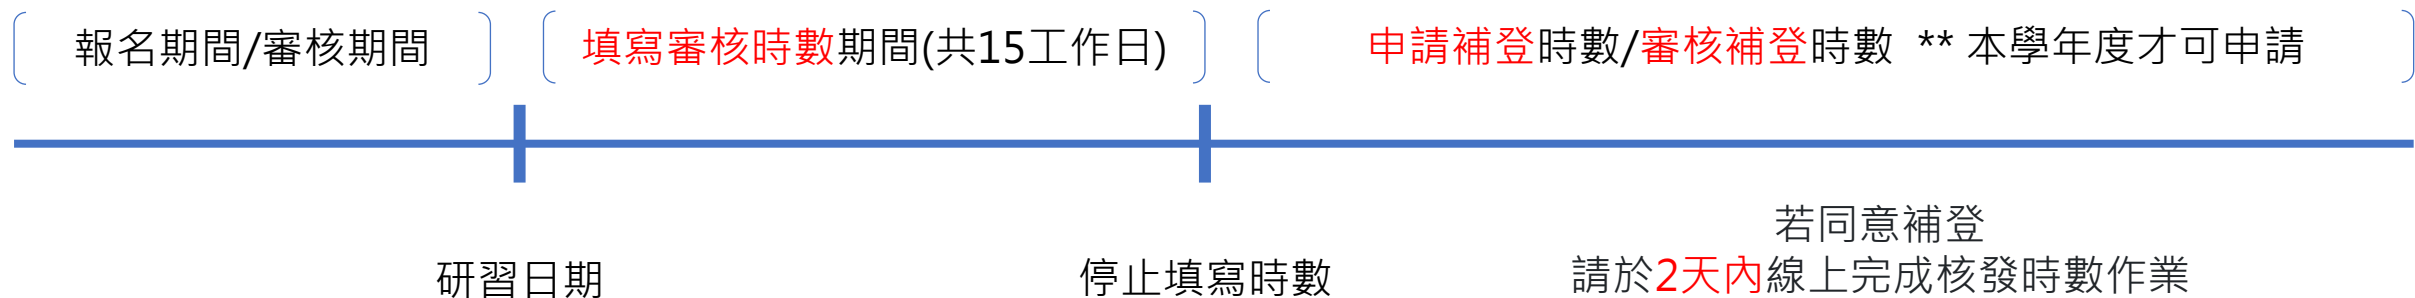 報名期間/審核期間
填寫審核時數期間(共15工作日)
申請補登時數/審核補登時數 ** 本學年度才可申請
研習日期
停止填寫時數
若同意補登
請於2天內線上完成核發時數作業